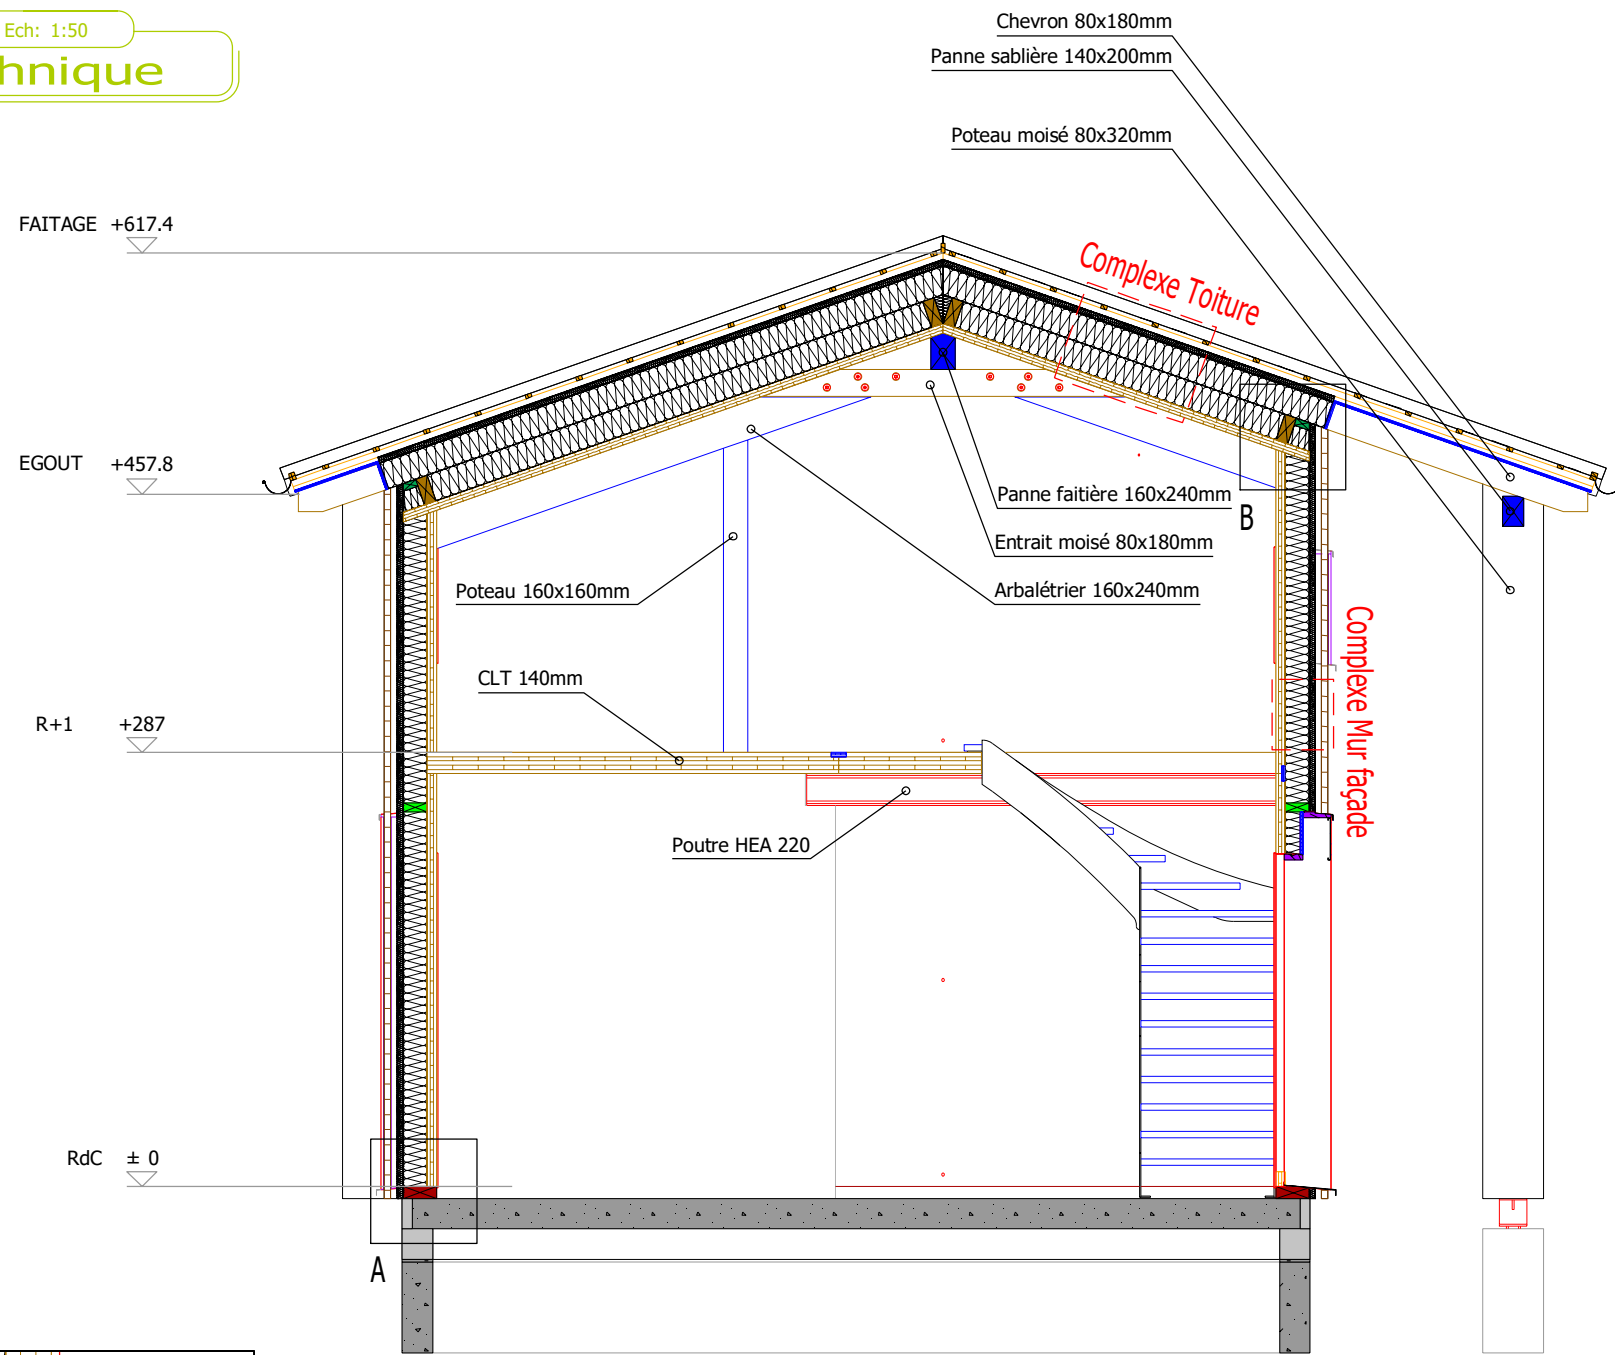 Ech: 1:50
hnique
Chevron 80x180mm
Panne sablière 140x200mm
Poteau moisé 80x320mm
FAITAGE +617.4
Complexe Toiture
EGOUT +457.8
Panne faitière 160x240mm
B
Entrait moisé 80x180mm
Poteau 160x160mm
Arbalétrier 160x240mm
Complexe Mur façade
CLT 140mm
R+1 +287
Poutre HEA 220
RdC ± 0
A